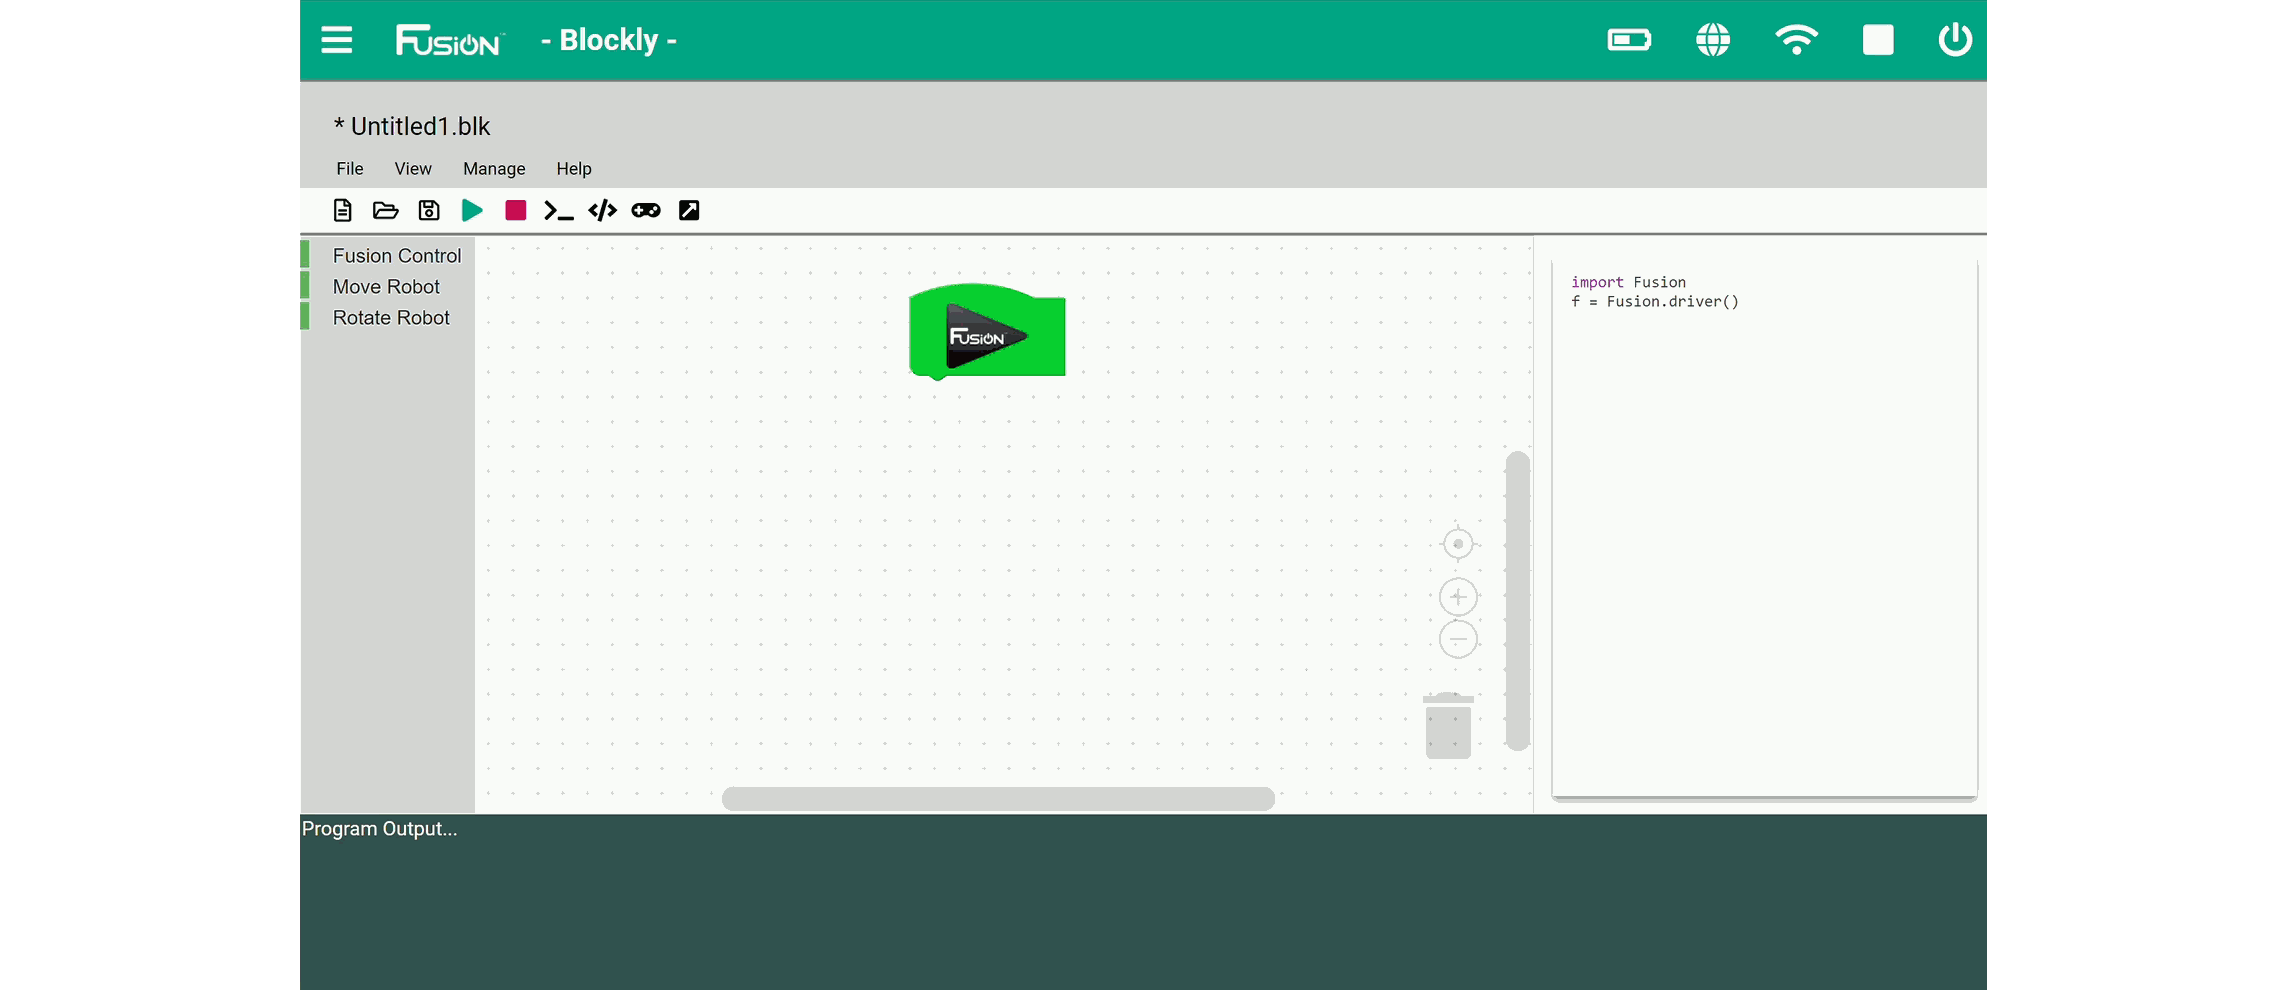 FUSION - Blockly -
* Untitled1.blk
File View Manage Help
Fusion Control
Move Robot
Rotate Robot
FUSION
import Fusion
f = Fusion.driver()
Program Output...